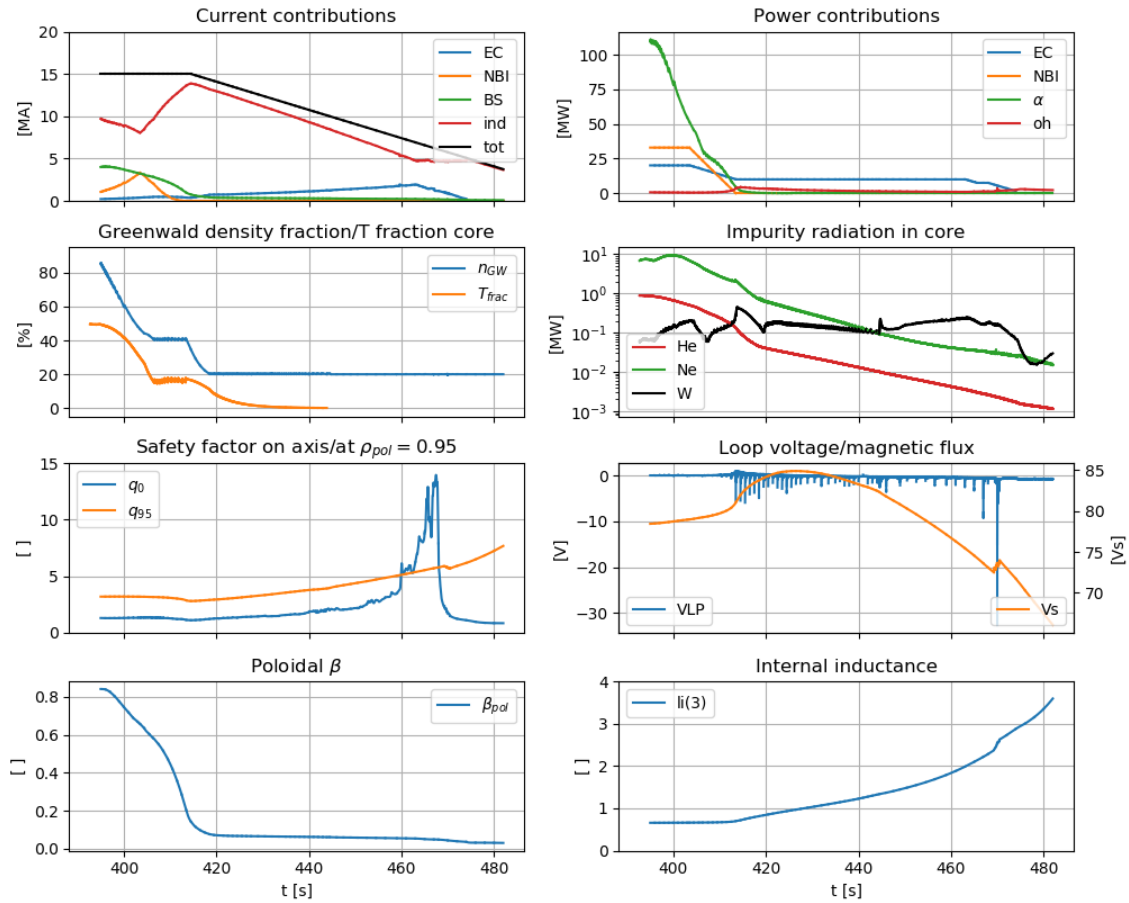 Current contributions
20
15
10
5
0
[MA]
EC
NBI
BS
ind
tot
Power contributions
100
75
50
25
0
[MW]
EC
NBI
α
oh
Greenwald density fraction/T fraction core
80
60
40
20
0
[%]
n_GW
T_frac
Impurity radiation in core
10^1
10^0
10^-1
10^-2
10^-3
[MW]
He
Ne
W
Safety factor on axis/at ρ_pol = 0.95
15
10
5
0
[ ]
q_0
q_95
Loop voltage/magnetic flux
0
−10
−20
−30
[V]
85
80
75
70
[Vs]
VLP
Vs
Poloidal β
0.8
0.6
0.4
0.2
0.0
[ ]
β_pol
400 420 440 460 480
t [s]
Internal inductance
4
3
2
1
0
[ ]
li(3)
400 420 440 460 480
t [s]